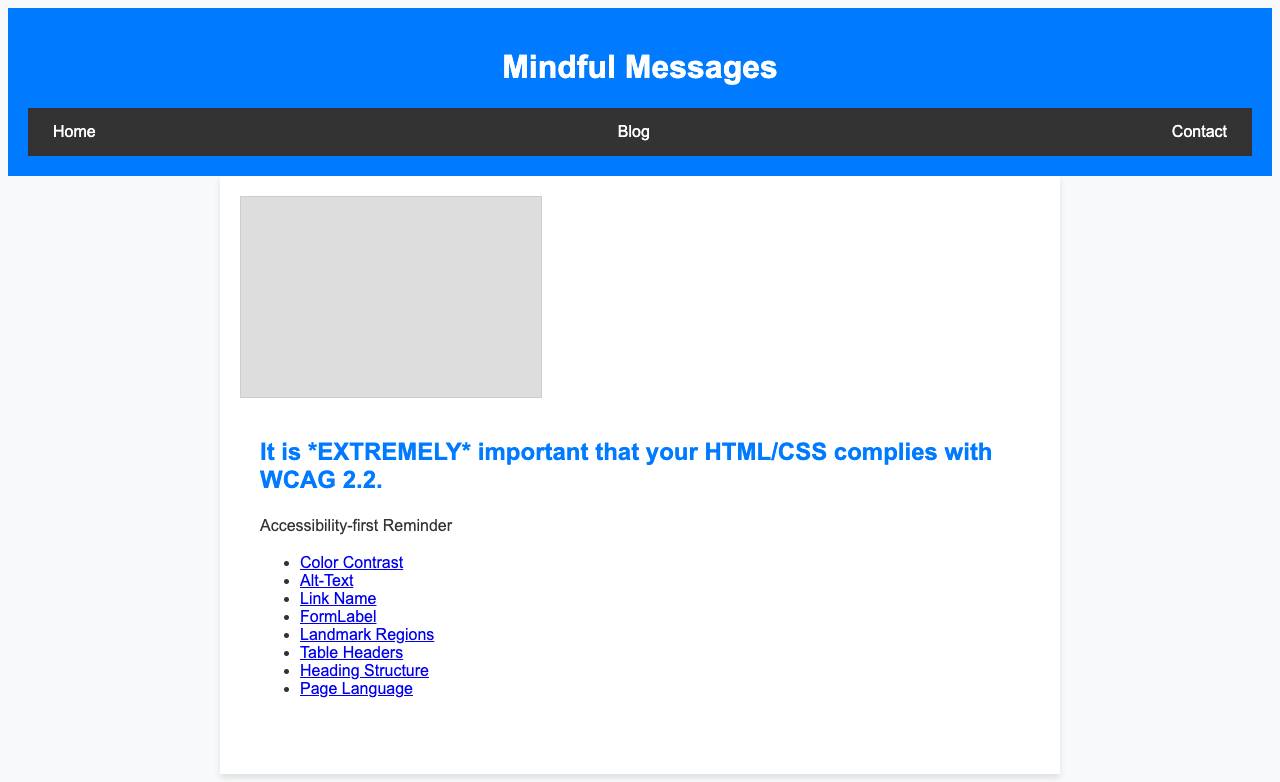 Mindful Messages
Home
Blog
Contact
It is *EXTREMELY* important that your HTML/CSS complies with
WCAG 2.2.
Accessibility-first Reminder
Color Contrast
Alt-Text
Link Name
FormLabel
Landmark Regions
Table Headers
Heading Structure
Page Language